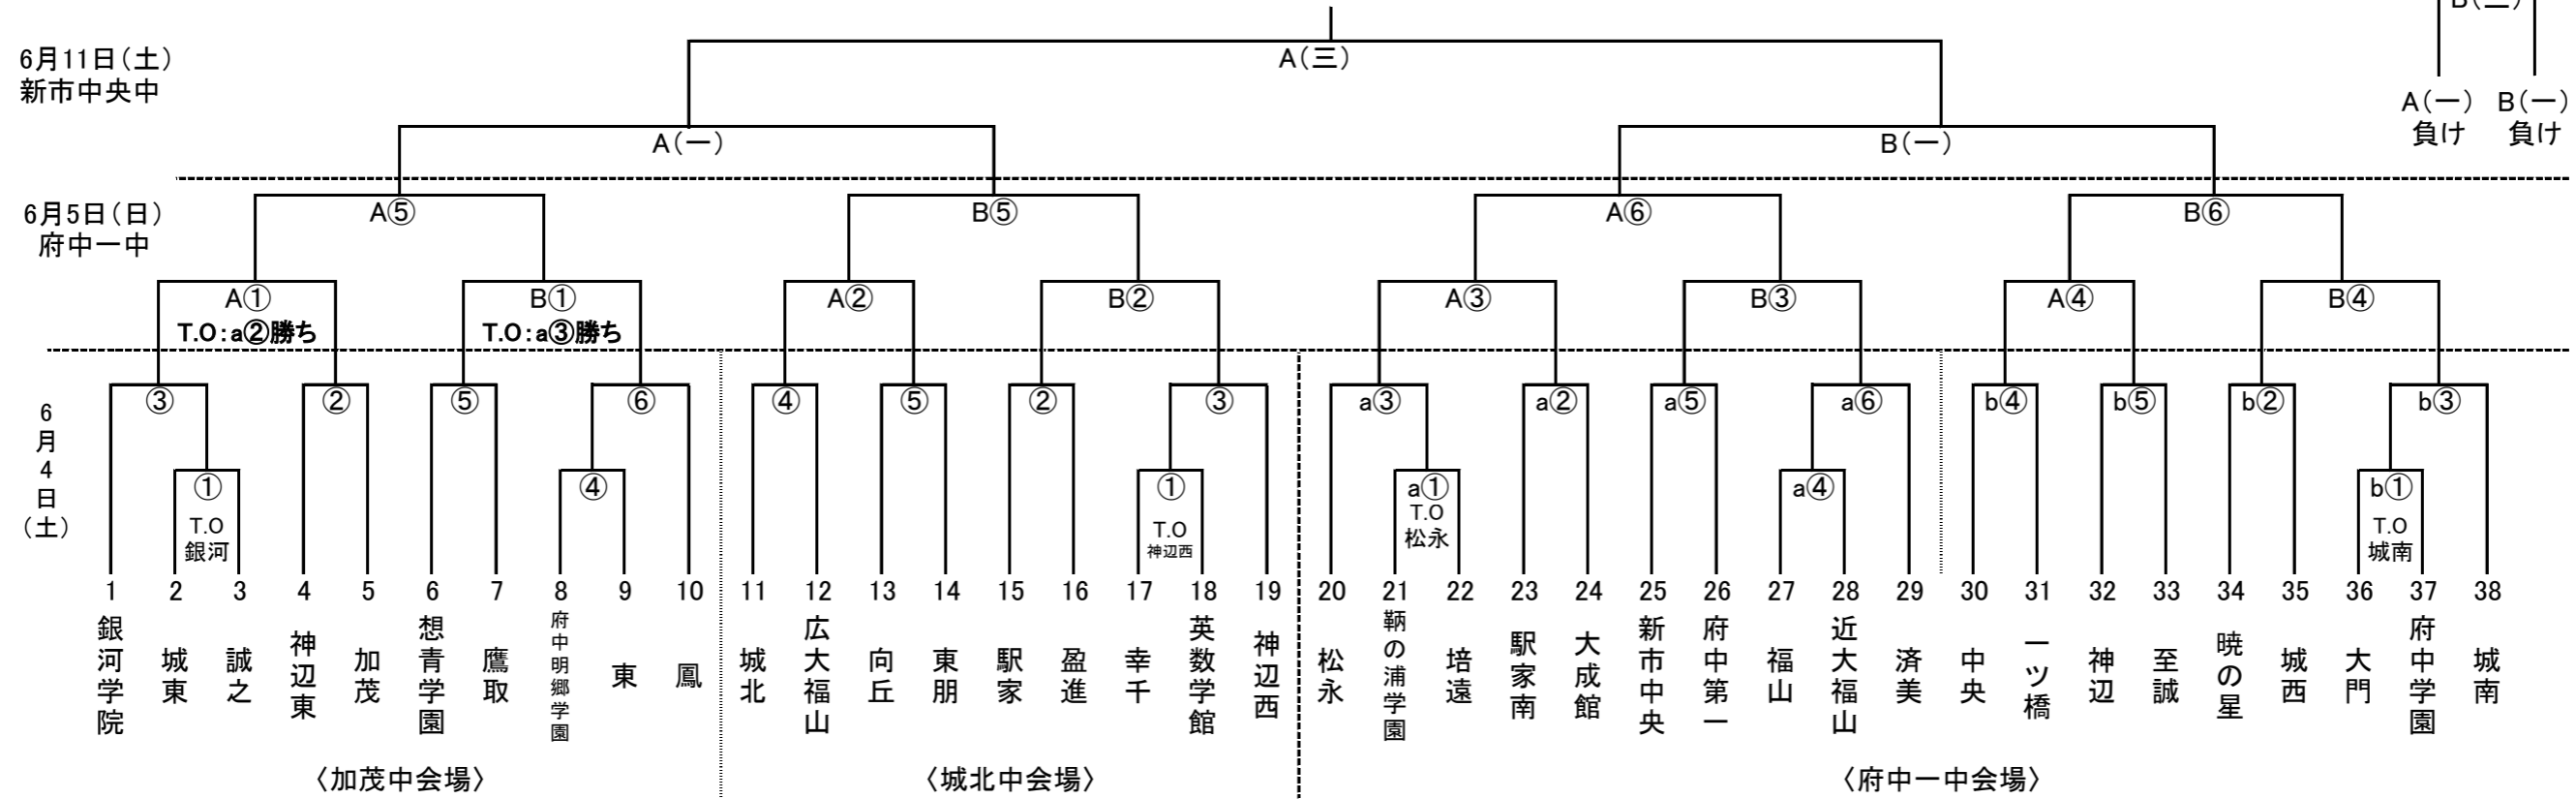 B(二)
6月11日(土)
新市中央中
A(三)
A(一)
B(一)
A(一)
負け
B(一)
負け
6月5日(日)
府中一中
A⑤
B⑤
A⑥
B⑥
A①
T.O:a②勝ち
B①
T.O:a③勝ち
A②
B②
A③
B③
A④
B④
6月4日(土)
③
②
⑤
⑥
④
⑤
②
③
a③
a②
a⑤
a⑥
b④
b⑤
b②
b③
①
T.O
銀河
④
①
T.O
神辺西
a①
T.O
松永
a④
b①
T.O
城南
1 2 3 4 5 6 7 8 9 10 11 12 13 14 15 16 17 18 19 20 21 22 23 24 25 26 27 28 29 30 31 32 33 34 35 36 37 38
銀河学院
城東
誠之
神辺東
加茂
想青学園
鷹取
府中明郷学園
東
鳳
城北
広大福山
向丘
東朋
駅家
盈進
幸千
英数学館
神辺西
松永
鞆の浦学園
培遠
駅家南
大成館
新市中央
府中第一
福山
近大福山
済美
中央
一ツ橋
神辺
至誠
暁の星
城西
大門
府中学園
城南
〈加茂中会場〉
〈城北中会場〉
〈府中一中会場〉